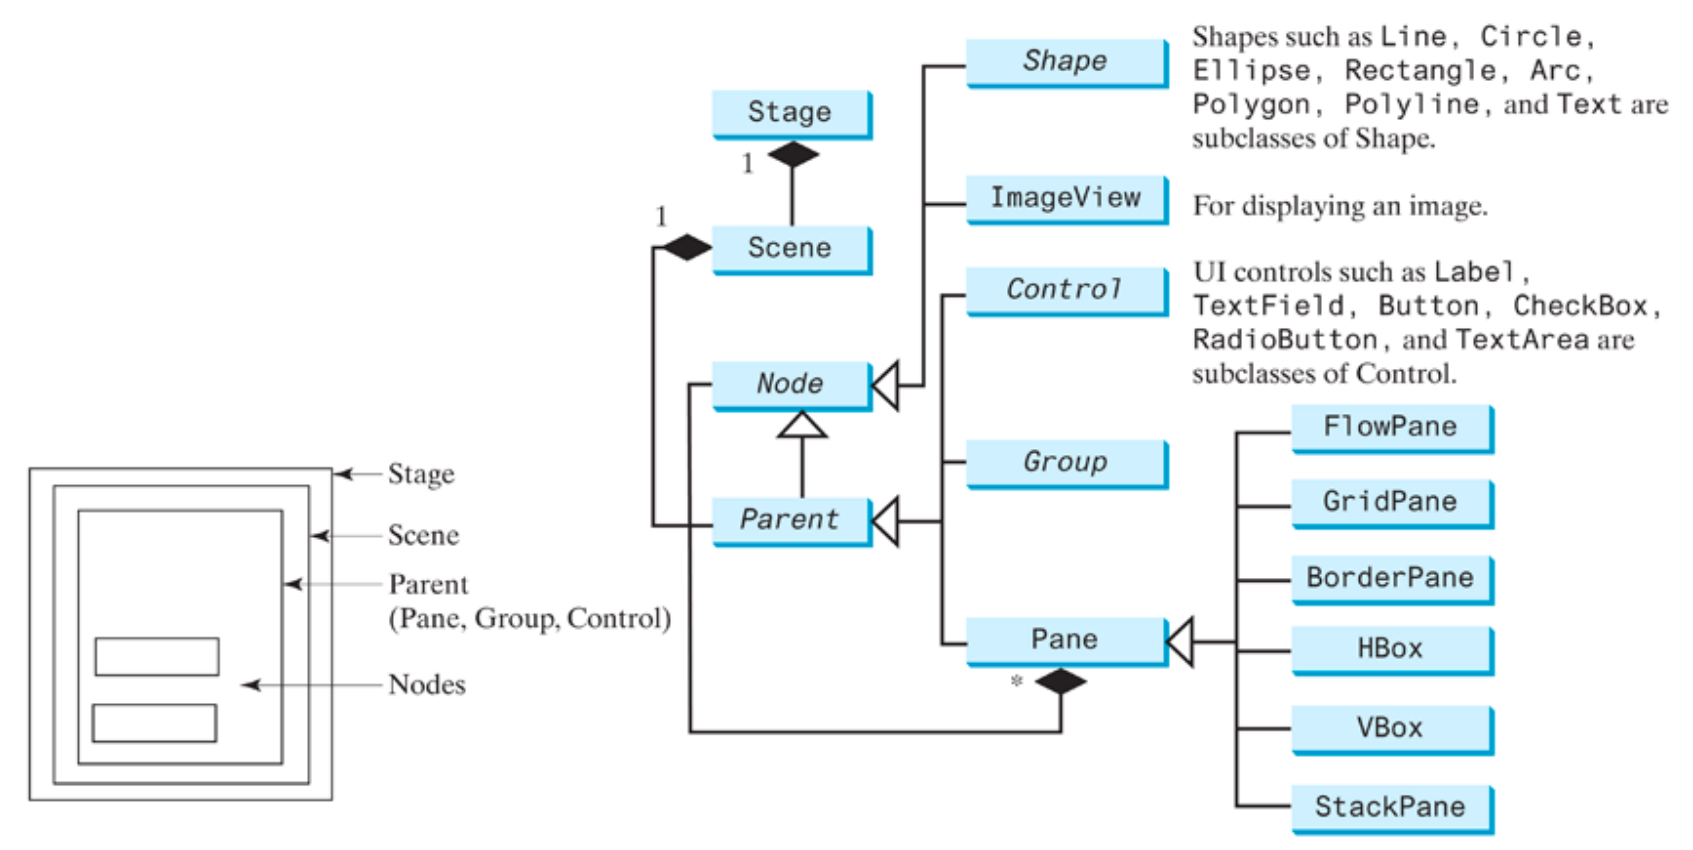 Stage
Scene
Parent
(Pane, Group, Control)
Nodes
Stage
1
1
Scene
Node
Parent
Shape
Shapes such as Line, Circle,
Ellipse, Rectangle, Arc,
Polygon, Polyline, and Text are
subclasses of Shape.
ImageView
For displaying an image.
Control
UI controls such as Label,
TextField, Button, CheckBox,
RadioButton, and TextArea are
subclasses of Control.
Group
Pane
*
FlowPane
GridPane
BorderPane
HBox
VBox
StackPane